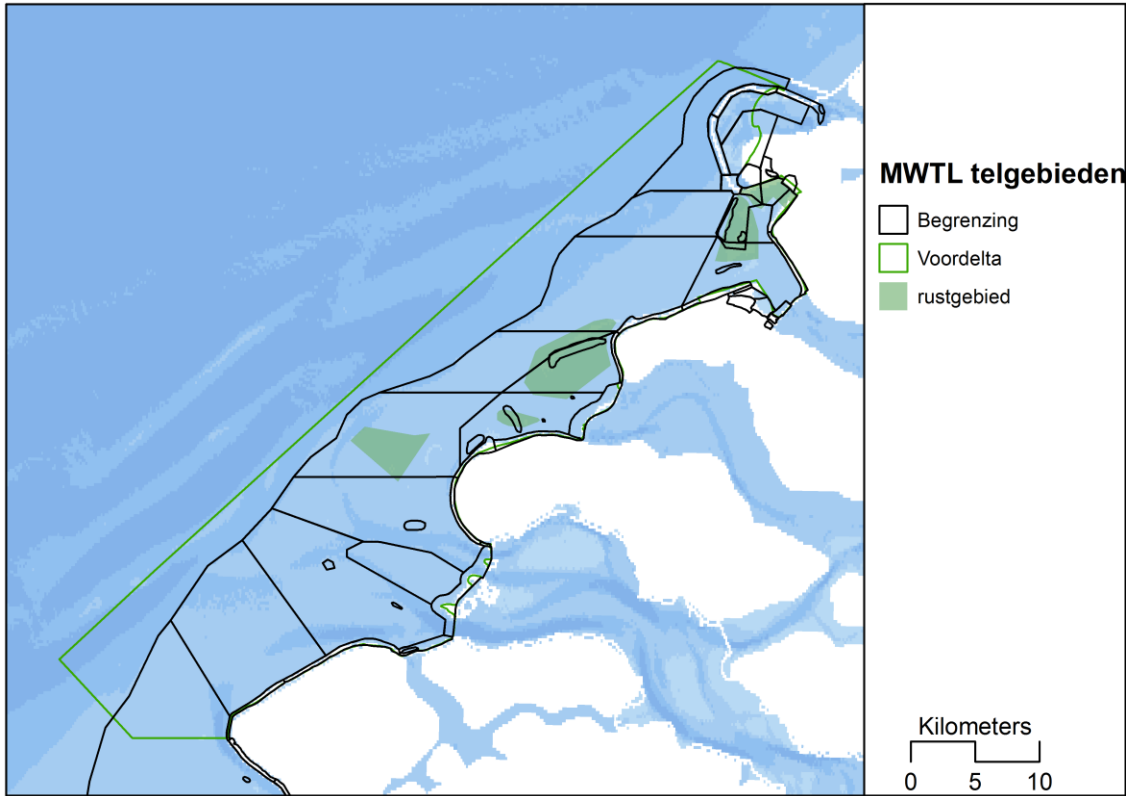 MWTL telgebieden
Begrenzing
Voordelta
rustgebied
Kilometers
0 5 10